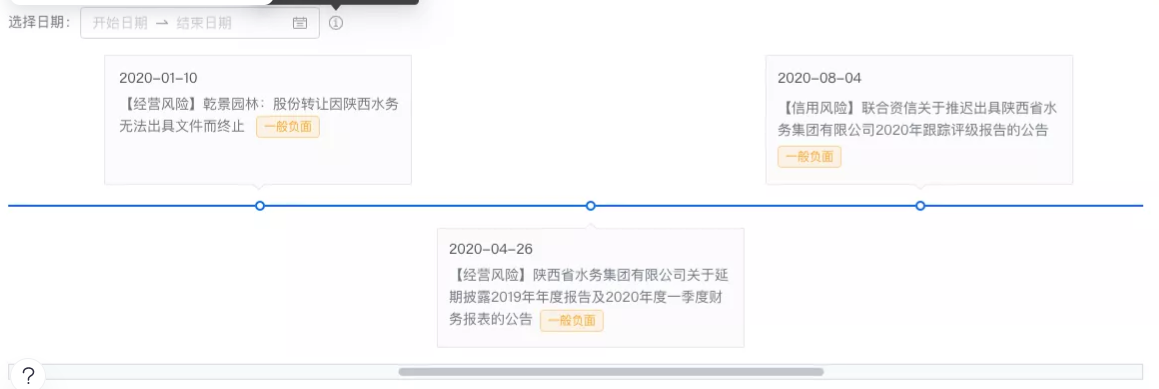 选择日期： 开始日期 → 结束日期
2020-01-10
【经营风险】乾景园林：股份转让因陕西水务
无法出具文件而终止 一般负面
2020-08-04
【信用风险】联合资信关于推迟出具陕西省水
务集团有限公司2020年跟踪评级报告的公告
一般负面
2020-04-26
【经营风险】陕西省水务集团有限公司关于延
期披露2019年年度报告及2020年度一季度财
务报表的公告 一般负面
?